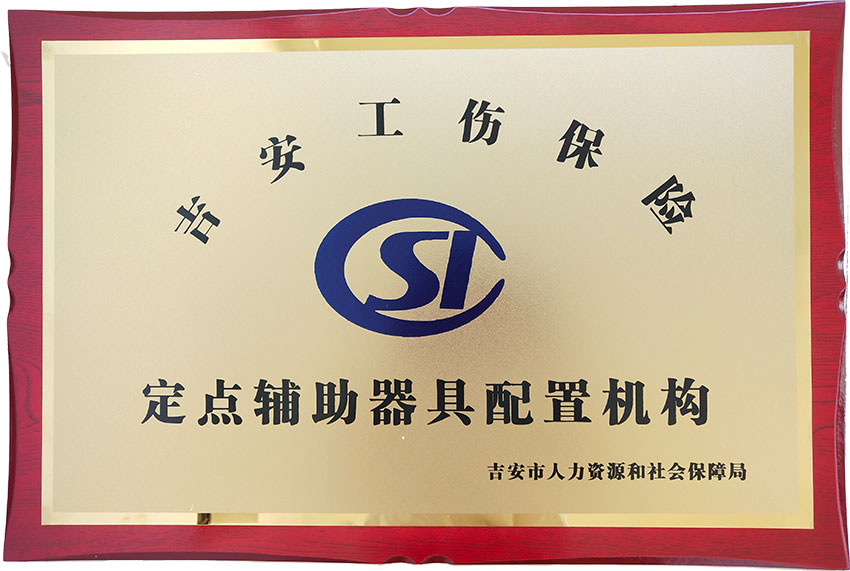 吉安工伤保险
CSI
定点辅助器具配置机构
吉安市人力资源和社会保障局